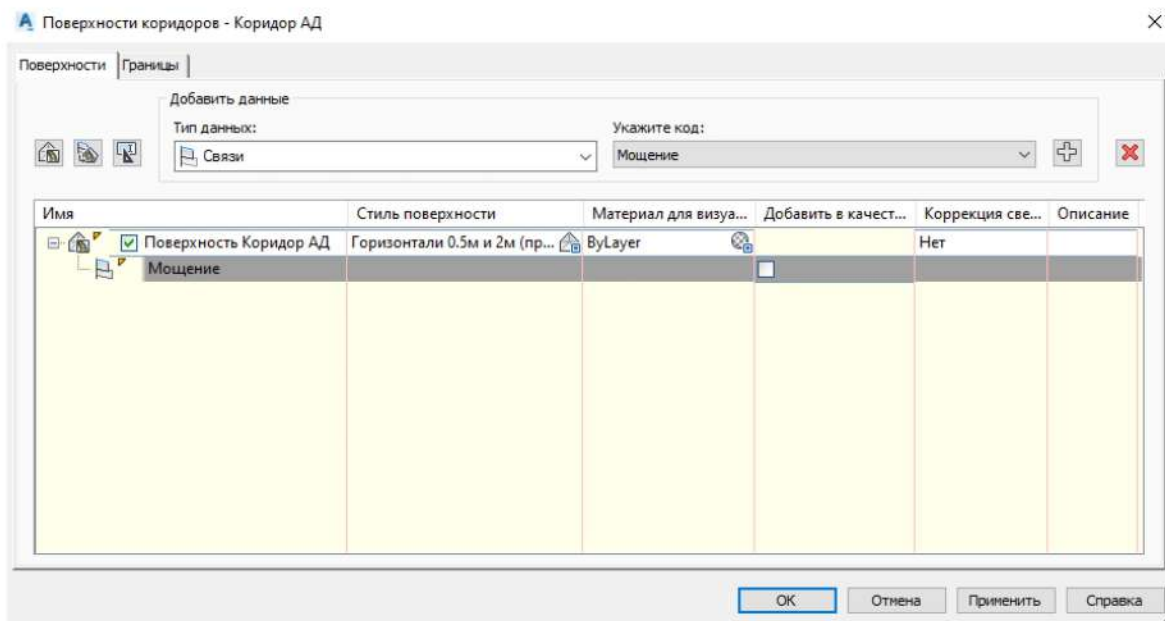 Поверхности коридоров - Коридор АД
Поверхности Границы
Добавить данные
Тип данных: Укажите код:
Связи Мощение
Имя Стиль поверхности Материал для визуа... Добавить в качест... Коррекция све... Описание
Поверхность Коридор АД Горизонтали 0.5м и 2м (пр... ByLayer Нет
Мощение
ОК Отмена Применить Справка